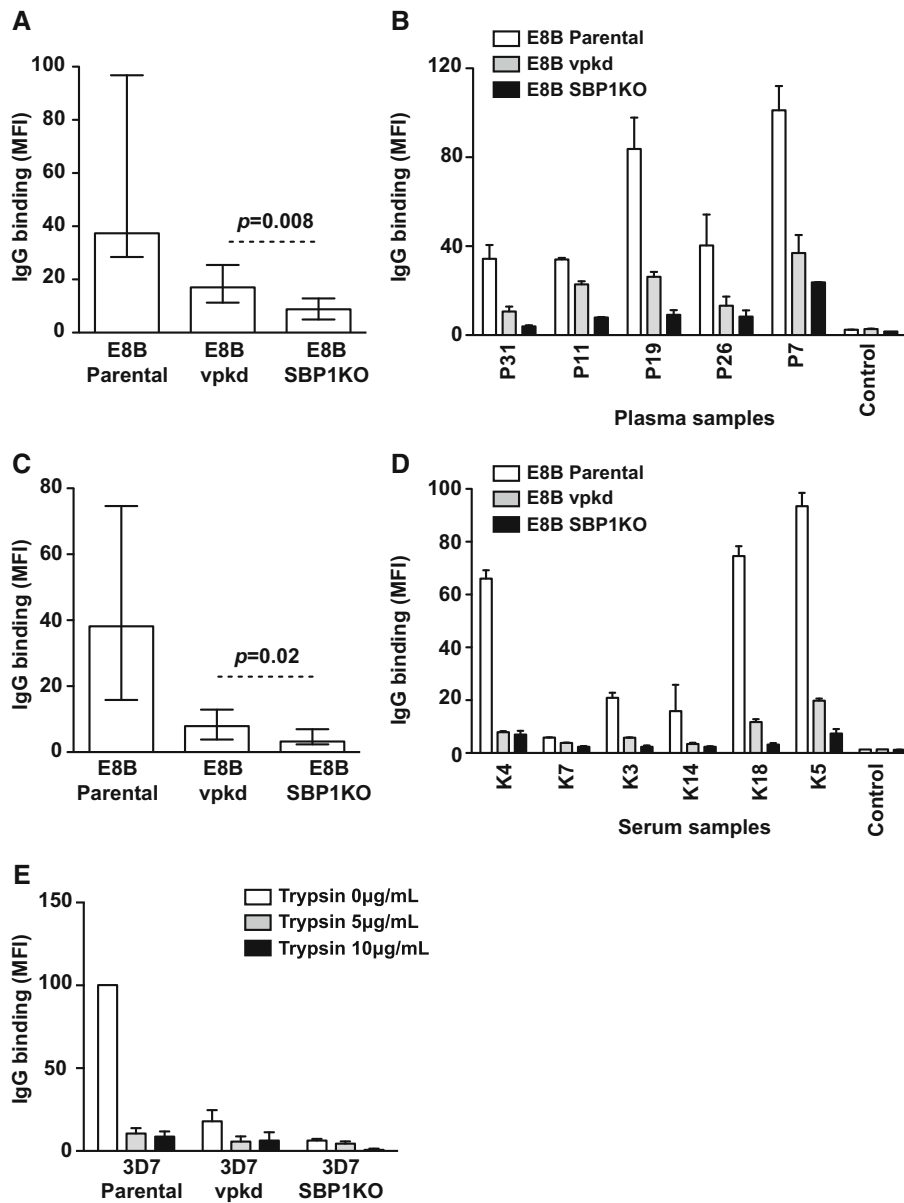 A
IgG binding (MFI)
100
80
60
40
20
0
p=0.008
E8B Parental
E8B vpkd
E8B SBP1KO
B
E8B Parental
E8B vpkd
E8B SBP1KO
IgG binding (MFI)
120
80
40
0
P31
P11
P19
P26
P7
Control
Plasma samples
C
IgG binding (MFI)
80
60
40
20
0
p=0.02
E8B Parental
E8B vpkd
E8B SBP1KO
D
E8B Parental
E8B vpkd
E8B SBP1KO
IgG binding (MFI)
100
80
60
40
20
0
K4
K7
K3
K14
K18
K5
Control
Serum samples
E
Trypsin 0µg/mL
Trypsin 5µg/mL
Trypsin 10µg/mL
IgG binding (MFI)
150
100
50
0
3D7 Parental
3D7 vpkd
3D7 SBP1KO